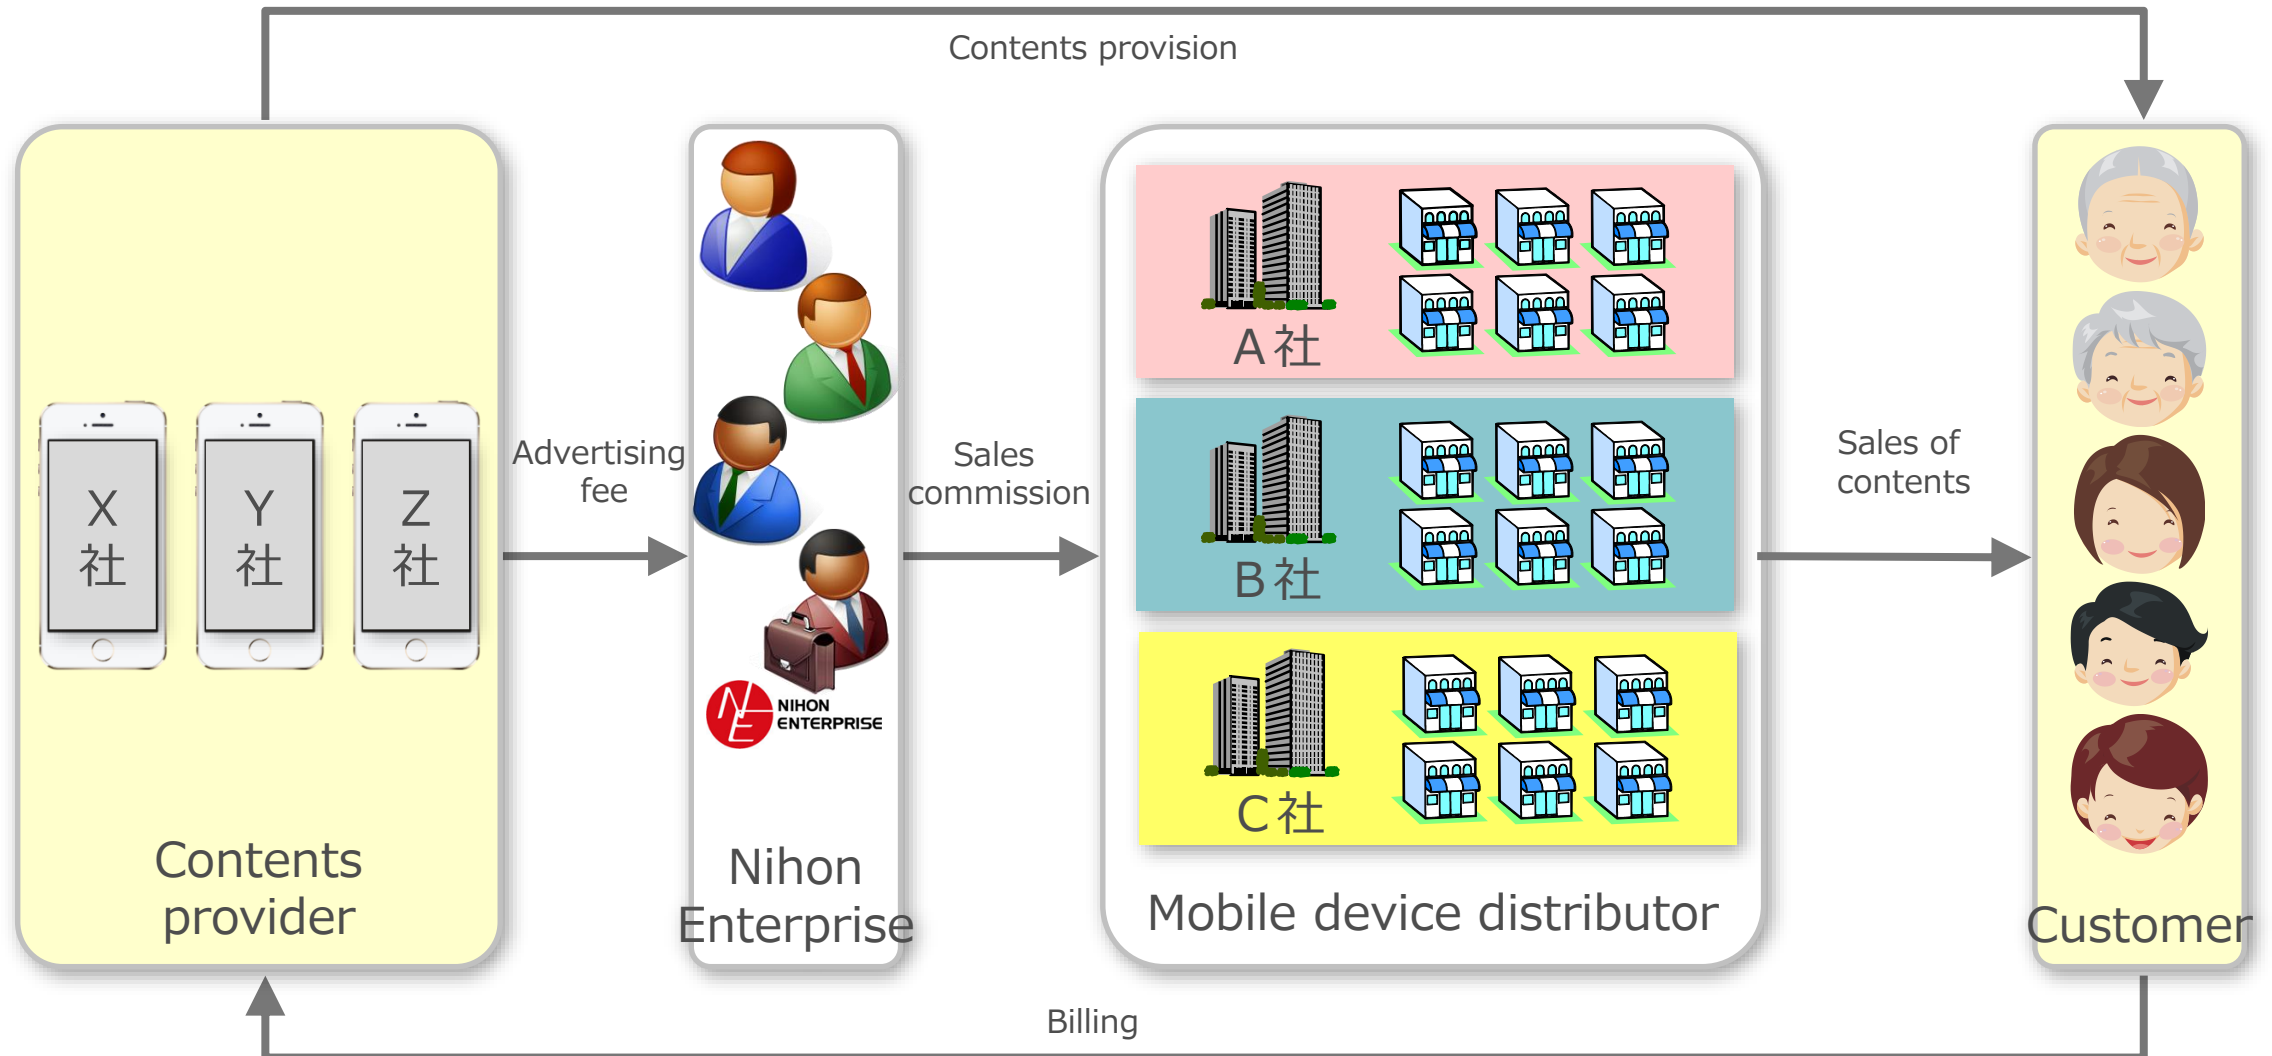 Contents provision
X
社
Y
社
Z
社
Contents
provider
Advertising
fee
NIHON
ENTERPRISE
Nihon
Enterprise
Sales
commission
A社
B社
C社
Mobile device distributor
Sales of
contents
Customer
Billing